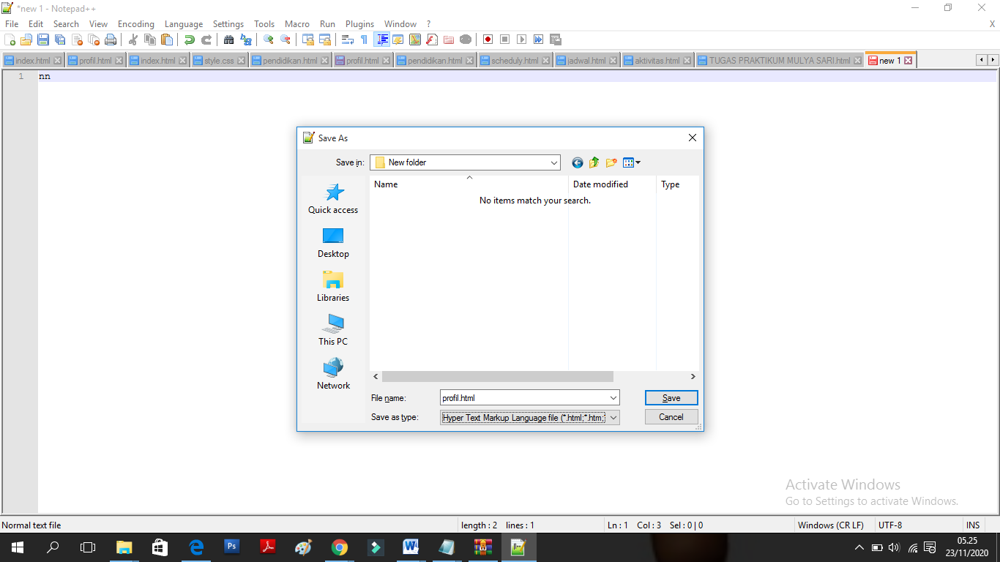 *new 1 - Notepad++
File Edit Search View Encoding Language Settings Tools Macro Run Plugins Window ? X
index.html profil.html index.html style.css pendidikan.html profil.html pendidikan.html scheduly.html jadwal.html aktivitas.html TUGAS PRAKTIKUM MULYA SARI.html new 1
1 nn
Save As
Save in: New folder
Name Date modified Type
No items match your search.
Quick access
Desktop
Libraries
This PC
Network
File name: profil.html Save
Save as type: Hyper Text Markup Language file (*.html;*.htm; Cancel
Activate Windows
Go to Settings to activate Windows.
Normal text file length : 2 lines : 1 Ln : 1 Col : 3 Sel : 0 | 0 Windows (CR LF) UTF-8 INS
05.25
23/11/2020